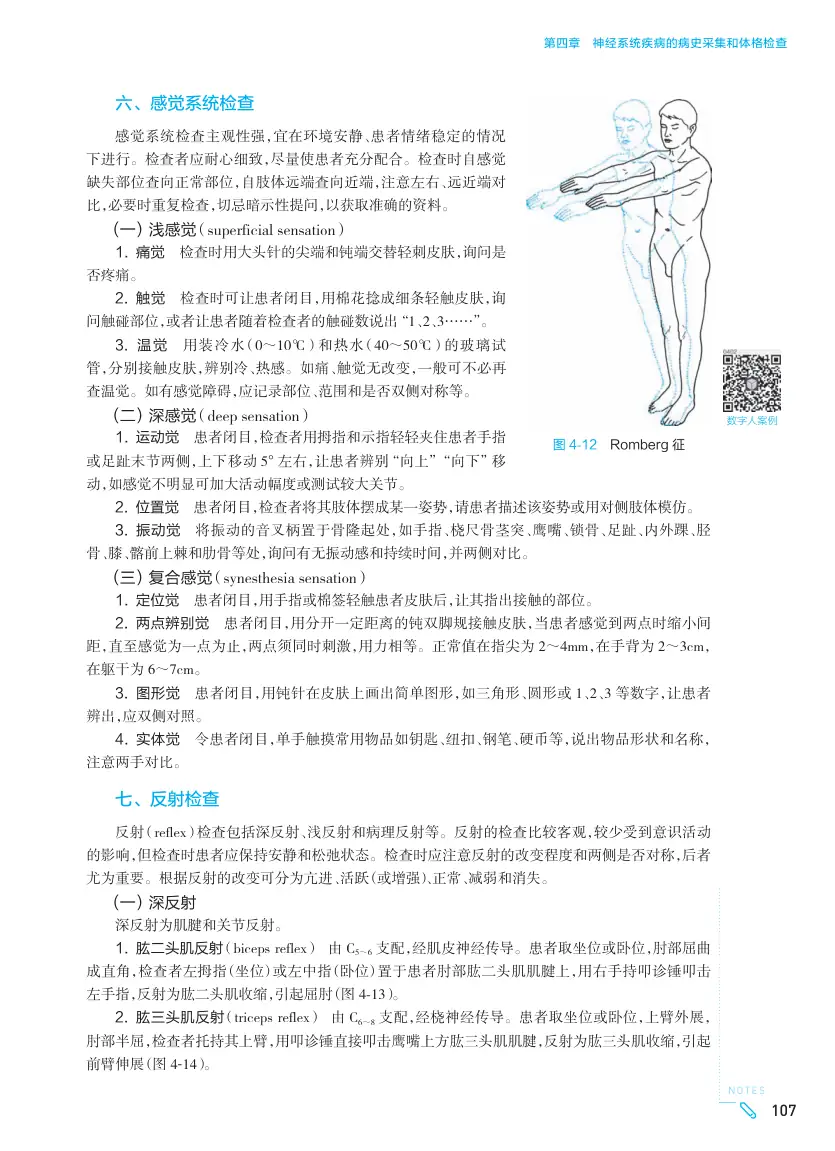 第四章 神经系统疾病的病史采集和体格检查
六、感觉系统检查
感觉系统检查主观性强,宜在环境安静、患者情绪稳定的情况
下进行。检查者应耐心细致,尽量使患者充分配合。检查时自感觉
缺失部位查向正常部位,自肢体远端查向近端,注意左右、远近端对
比,必要时重复检查,切忌暗示性提问,以获取准确的资料。
(一)浅感觉(superficial sensation)
1. 痛觉 检查时用大头针的尖端和钝端交替轻刺皮肤,询问是
否疼痛。
2. 触觉 检查时可让患者闭目,用棉花捻成细条轻触皮肤,询
问触碰部位,或者让患者随着检查者的触碰数说出“1、2、3……”。
3. 温觉 用装冷水(0～10℃)和热水(40～50℃)的玻璃试
管,分别接触皮肤,辨别冷、热感。如痛、触觉无改变,一般可不必再
查温觉。如有感觉障碍,应记录部位、范围和是否双侧对称等。
(二)深感觉(deep sensation)
1. 运动觉 患者闭目,检查者用拇指和示指轻轻夹住患者手指
或足趾末节两侧,上下移动 5° 左右,让患者辨别“向上”“向下”移
动,如感觉不明显可加大活动幅度或测试较大关节。
0402
数字人案例
图 4-12 Romberg 征
2. 位置觉 患者闭目,检查者将其肢体摆成某一姿势,请患者描述该姿势或用对侧肢体模仿。
3. 振动觉 将振动的音叉柄置于骨隆起处,如手指、桡尺骨茎突、鹰嘴、锁骨、足趾、内外踝、胫
骨、膝、髂前上棘和肋骨等处,询问有无振动感和持续时间,并两侧对比。
(三)复合感觉(synesthesia sensation)
1. 定位觉 患者闭目,用手指或棉签轻触患者皮肤后,让其指出接触的部位。
2. 两点辨别觉 患者闭目,用分开一定距离的钝双脚规接触皮肤,当患者感觉到两点时缩小间
距,直至感觉为一点为止,两点须同时刺激,用力相等。正常值在指尖为 2～4mm,在手背为 2～3cm,
在躯干为 6～7cm。
3. 图形觉 患者闭目,用钝针在皮肤上画出简单图形,如三角形、圆形或 1、2、3 等数字,让患者
辨出,应双侧对照。
4. 实体觉 令患者闭目,单手触摸常用物品如钥匙、纽扣、钢笔、硬币等,说出物品形状和名称,
注意两手对比。
七、反射检查
反射(reflex)检查包括深反射、浅反射和病理反射等。反射的检查比较客观,较少受到意识活动
的影响,但检查时患者应保持安静和松弛状态。检查时应注意反射的改变程度和两侧是否对称,后者
尤为重要。根据反射的改变可分为亢进、活跃(或增强)、正常、减弱和消失。
(一)深反射
深反射为肌腱和关节反射。
1. 肱二头肌反射(biceps reflex) 由 C5～6 支配,经肌皮神经传导。患者取坐位或卧位,肘部屈曲
成直角,检查者左拇指(坐位)或左中指(卧位)置于患者肘部肱二头肌肌腱上,用右手持叩诊锤叩击
左手指,反射为肱二头肌收缩,引起屈肘(图 4-13)。
2. 肱三头肌反射(triceps reflex) 由 C6～8 支配,经桡神经传导。患者取坐位或卧位,上臂外展,
肘部半屈,检查者托持其上臂,用叩诊锤直接叩击鹰嘴上方肱三头肌肌腱,反射为肱三头肌收缩,引起
前臂伸展(图 4-14)。
NOTES
107